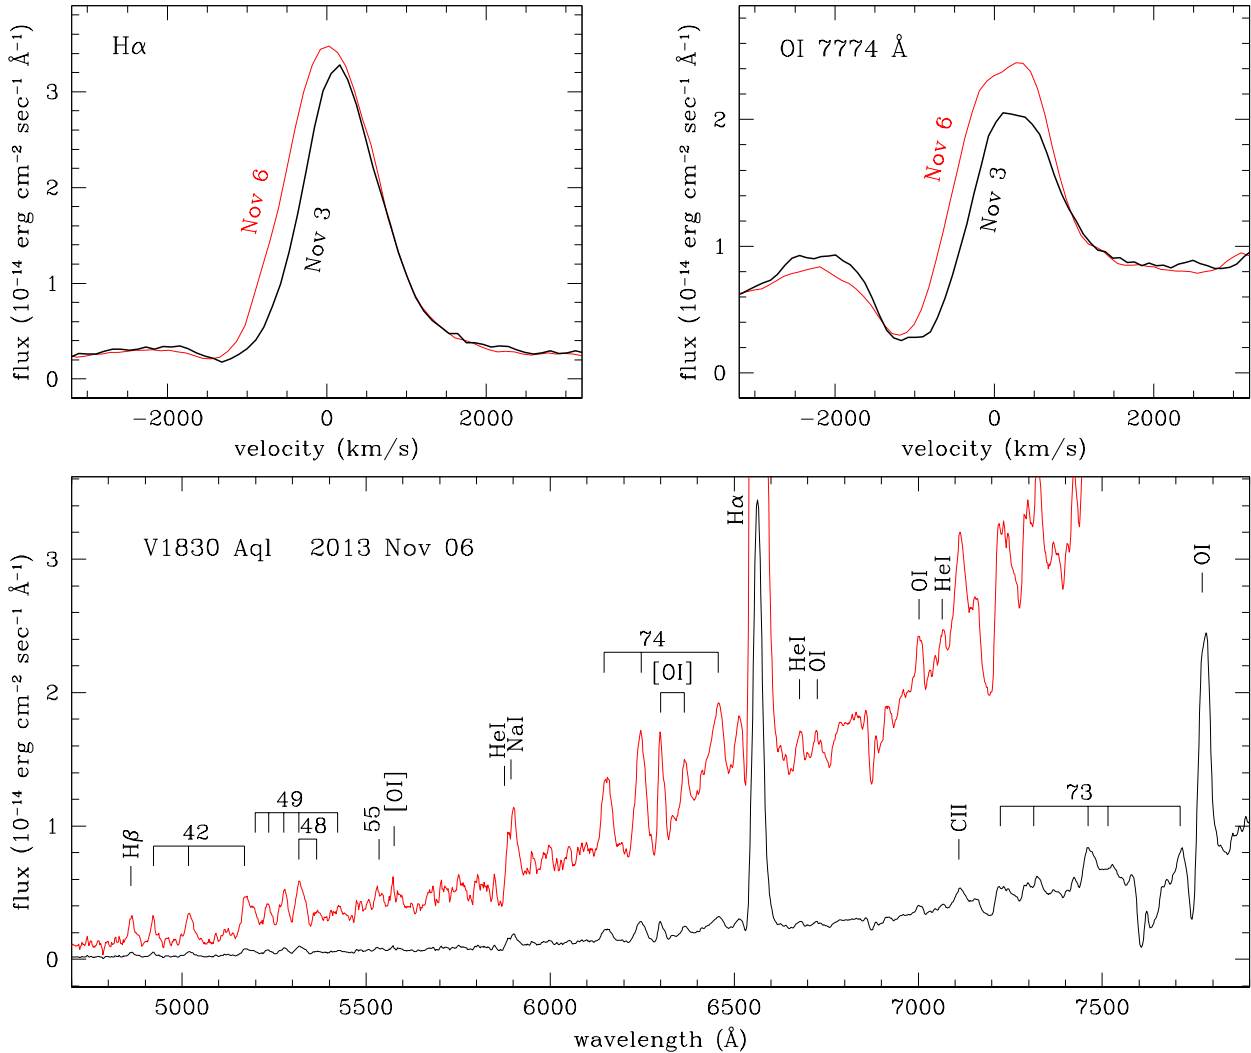 Hα
flux (10⁻¹⁴ erg cm⁻² sec⁻¹ Å⁻¹)
3
2
1
0
Nov 6
Nov 3
−2000 0 2000
velocity (km/s)
OI 7774 Å
flux (10⁻¹⁴ erg cm⁻² sec⁻¹ Å⁻¹)
2
1
0
Nov 6
Nov 3
−2000 0 2000
velocity (km/s)
V1830 Aql 2013 Nov 06
flux (10⁻¹⁴ erg cm⁻² sec⁻¹ Å⁻¹)
3
2
1
0
Hβ
42
49
48
55
[OI]
HeI
NaI
74
[OI]
Hα
HeI
OI
OI
HeI
CII
73
OI
5000 5500 6000 6500 7000 7500
wavelength (Å)